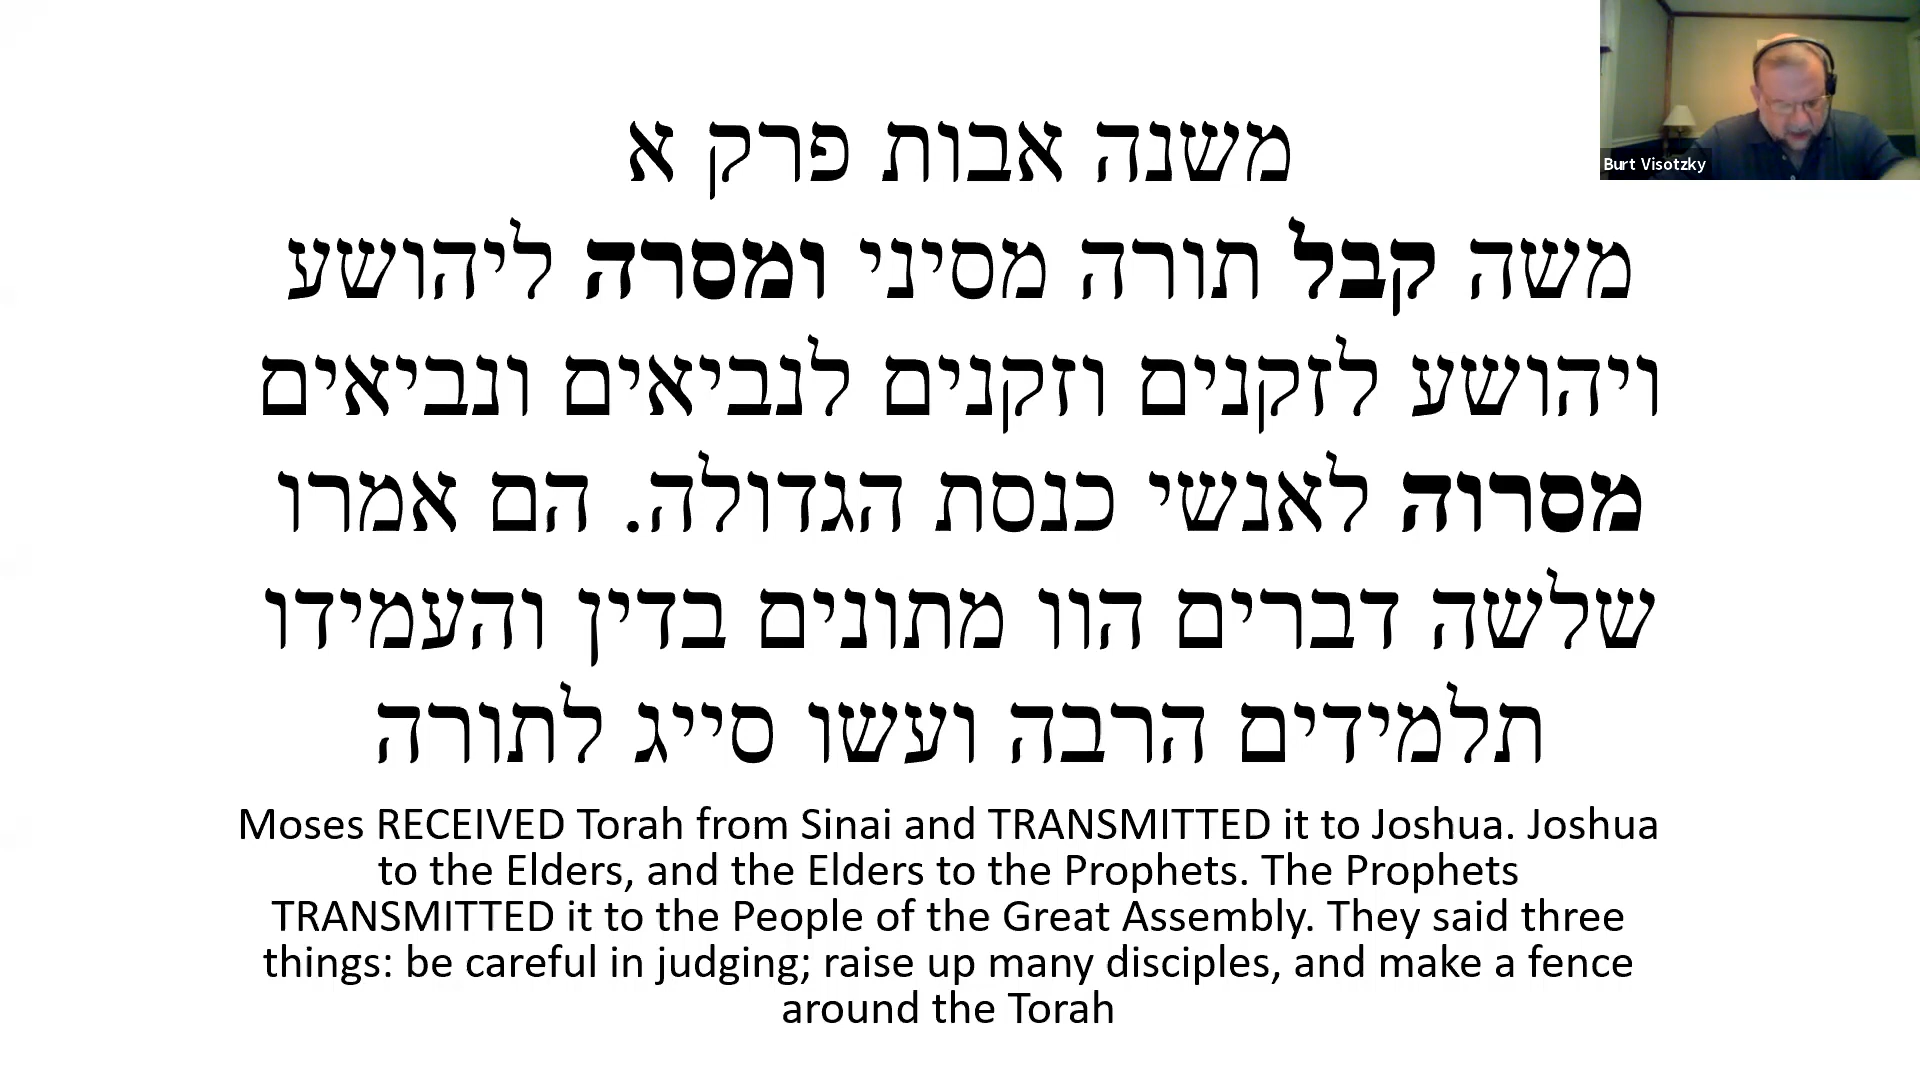 משנה אבות פרק א
משה קבל תורה מסיני ומסרה ליהושע
ויהושע לזקנים וזקנים לנביאים ונביאים
מסרוה לאנשי כנסת הגדולה. הם אמרו
שלשה דברים הוו מתונים בדין והעמידו
תלמידים הרבה ועשו סייג לתורה
Moses RECEIVED Torah from Sinai and TRANSMITTED it to Joshua. Joshua
to the Elders, and the Elders to the Prophets. The Prophets
TRANSMITTED it to the People of the Great Assembly. They said three
things: be careful in judging; raise up many disciples, and make a fence
around the Torah
Burt Visotzky